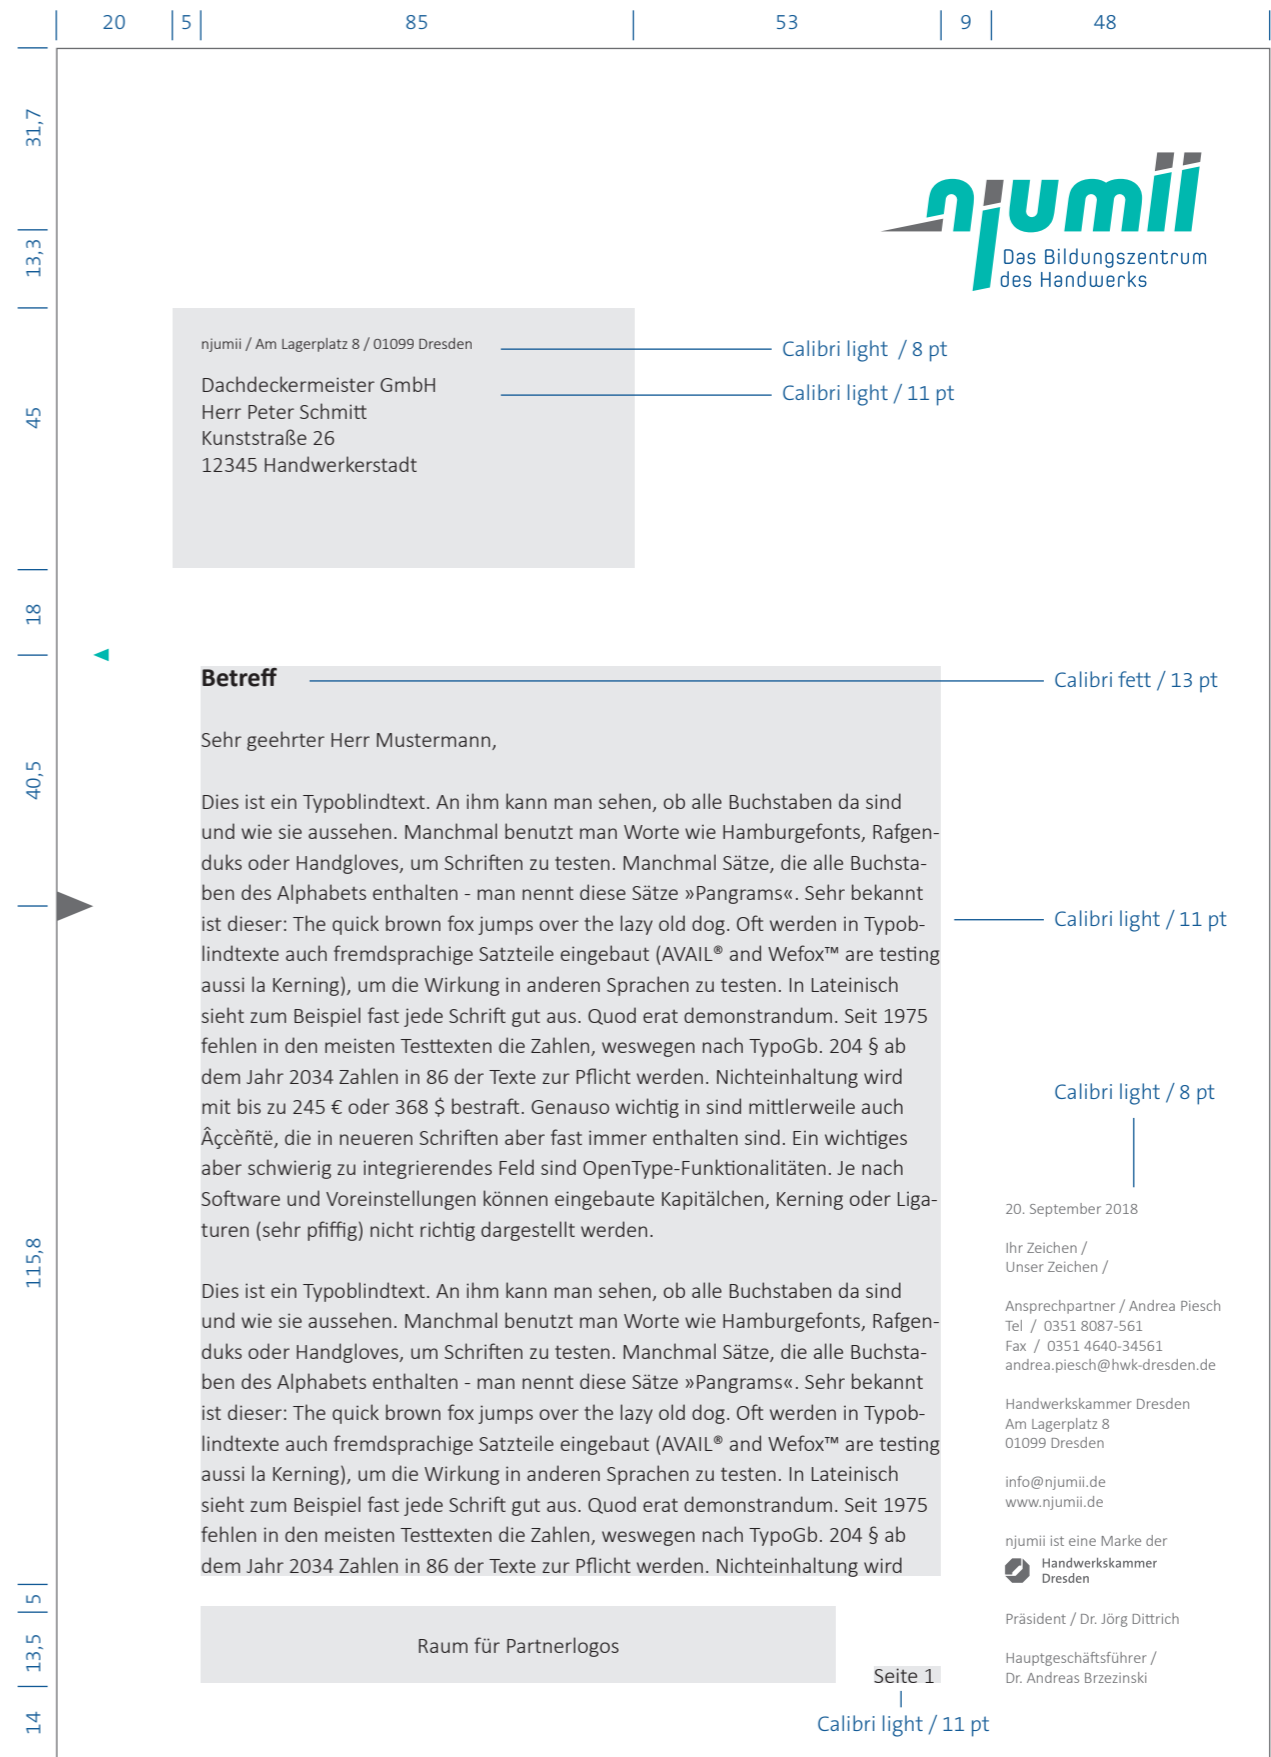 20 5 85 53 9 48
31,7
13,3
45
18
40,5
115,8
5
13,5
14
njumii
Das Bildungszentrum
des Handwerks
njumii / Am Lagerplatz 8 / 01099 Dresden
Calibri light / 8 pt
Dachdeckermeister GmbH
Herr Peter Schmitt
Kunststraße 26
12345 Handwerkerstadt
Calibri light / 11 pt
Betreff
Calibri fett / 13 pt
Sehr geehrter Herr Mustermann,
Dies ist ein Typoblindtext. An ihm kann man sehen, ob alle Buchstaben da sind
und wie sie aussehen. Manchmal benutzt man Worte wie Hamburgefonts, Rafgen-
duks oder Handgloves, um Schriften zu testen. Manchmal Sätze, die alle Buchsta-
ben des Alphabets enthalten - man nennt diese Sätze »Pangrams«. Sehr bekannt
ist dieser: The quick brown fox jumps over the lazy old dog. Oft werden in Typob-
lindtexte auch fremdsprachige Satzteile eingebaut (AVAIL® and Wefox™ are testing
aussi la Kerning), um die Wirkung in anderen Sprachen zu testen. In Lateinisch
sieht zum Beispiel fast jede Schrift gut aus. Quod erat demonstrandum. Seit 1975
fehlen in den meisten Testtexten die Zahlen, weswegen nach TypoGb. 204 § ab
dem Jahr 2034 Zahlen in 86 der Texte zur Pflicht werden. Nichteinhaltung wird
mit bis zu 245 € oder 368 $ bestraft. Genauso wichtig in sind mittlerweile auch
Âçcèñtë, die in neueren Schriften aber fast immer enthalten sind. Ein wichtiges
aber schwierig zu integrierendes Feld sind OpenType-Funktionalitäten. Je nach
Software und Voreinstellungen können eingebaute Kapitälchen, Kerning oder Liga-
turen (sehr pfiffig) nicht richtig dargestellt werden.
Dies ist ein Typoblindtext. An ihm kann man sehen, ob alle Buchstaben da sind
und wie sie aussehen. Manchmal benutzt man Worte wie Hamburgefonts, Rafgen-
duks oder Handgloves, um Schriften zu testen. Manchmal Sätze, die alle Buchsta-
ben des Alphabets enthalten - man nennt diese Sätze »Pangrams«. Sehr bekannt
ist dieser: The quick brown fox jumps over the lazy old dog. Oft werden in Typob-
lindtexte auch fremdsprachige Satzteile eingebaut (AVAIL® and Wefox™ are testing
aussi la Kerning), um die Wirkung in anderen Sprachen zu testen. In Lateinisch
sieht zum Beispiel fast jede Schrift gut aus. Quod erat demonstrandum. Seit 1975
fehlen in den meisten Testtexten die Zahlen, weswegen nach TypoGb. 204 § ab
dem Jahr 2034 Zahlen in 86 der Texte zur Pflicht werden. Nichteinhaltung wird
Calibri light / 11 pt
Calibri light / 8 pt
20. September 2018
Ihr Zeichen /
Unser Zeichen /
Ansprechpartner / Andrea Piesch
Tel / 0351 8087-561
Fax / 0351 4640-34561
andrea.piesch@hwk-dresden.de
Handwerkskammer Dresden
Am Lagerplatz 8
01099 Dresden
info@njumii.de
www.njumii.de
njumii ist eine Marke der
Handwerkskammer
Dresden
Präsident / Dr. Jörg Dittrich
Hauptgeschäftsführer /
Dr. Andreas Brzezinski
Raum für Partnerlogos
Seite 1
Calibri light / 11 pt